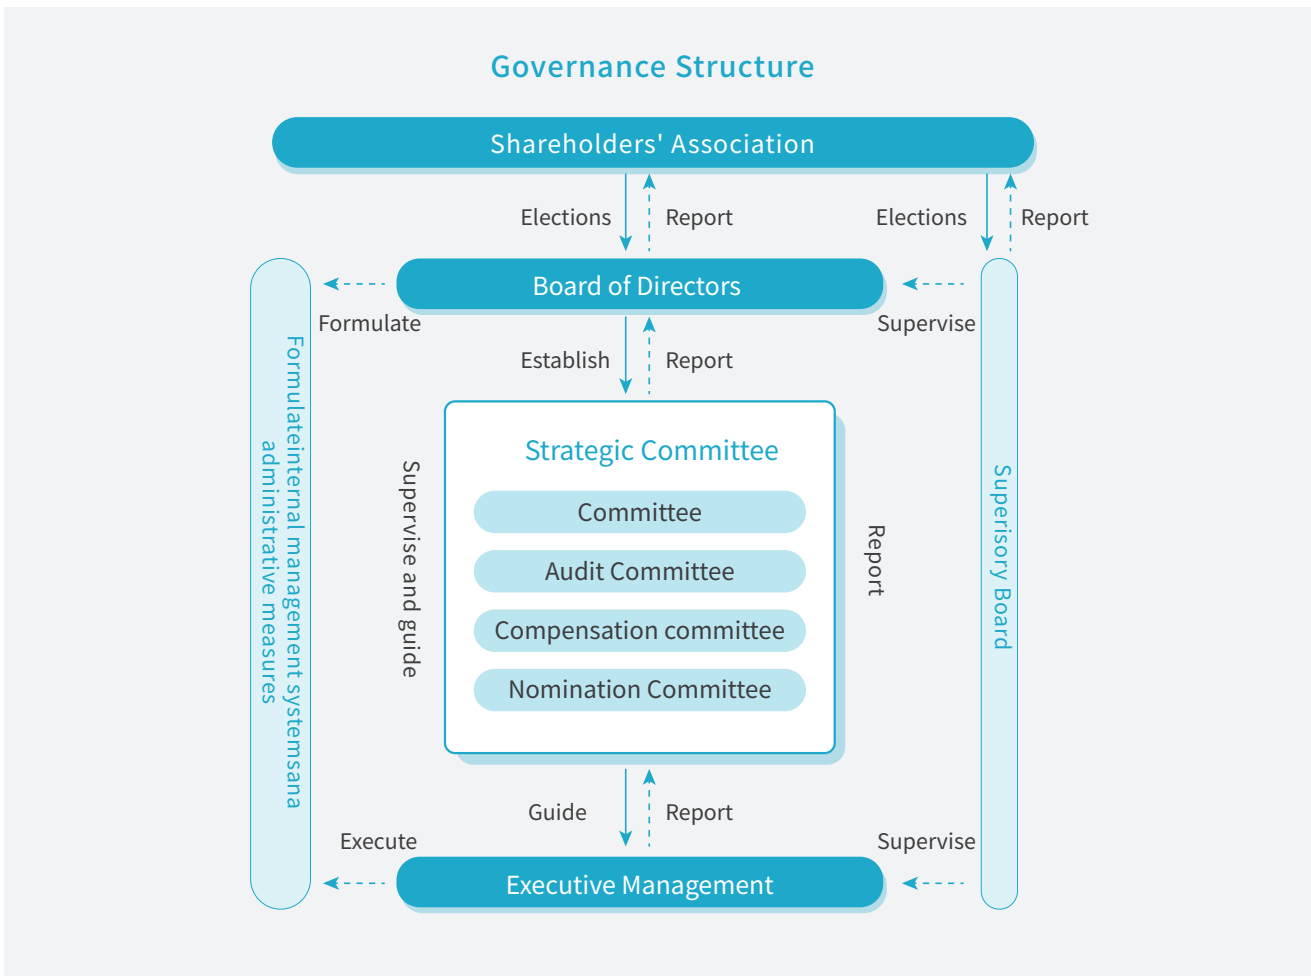 Governance Structure
Shareholders' Association
Elections
Report
Elections
Report
Board of Directors
Formulate
Supervise
Establish
Report
Formulateinternal management systemsana
administrative measures
Supervise and guide
Strategic Committee
Committee
Audit Committee
Compensation committee
Nomination Committee
Report
Superisory Board
Guide
Report
Execute
Supervise
Executive Management